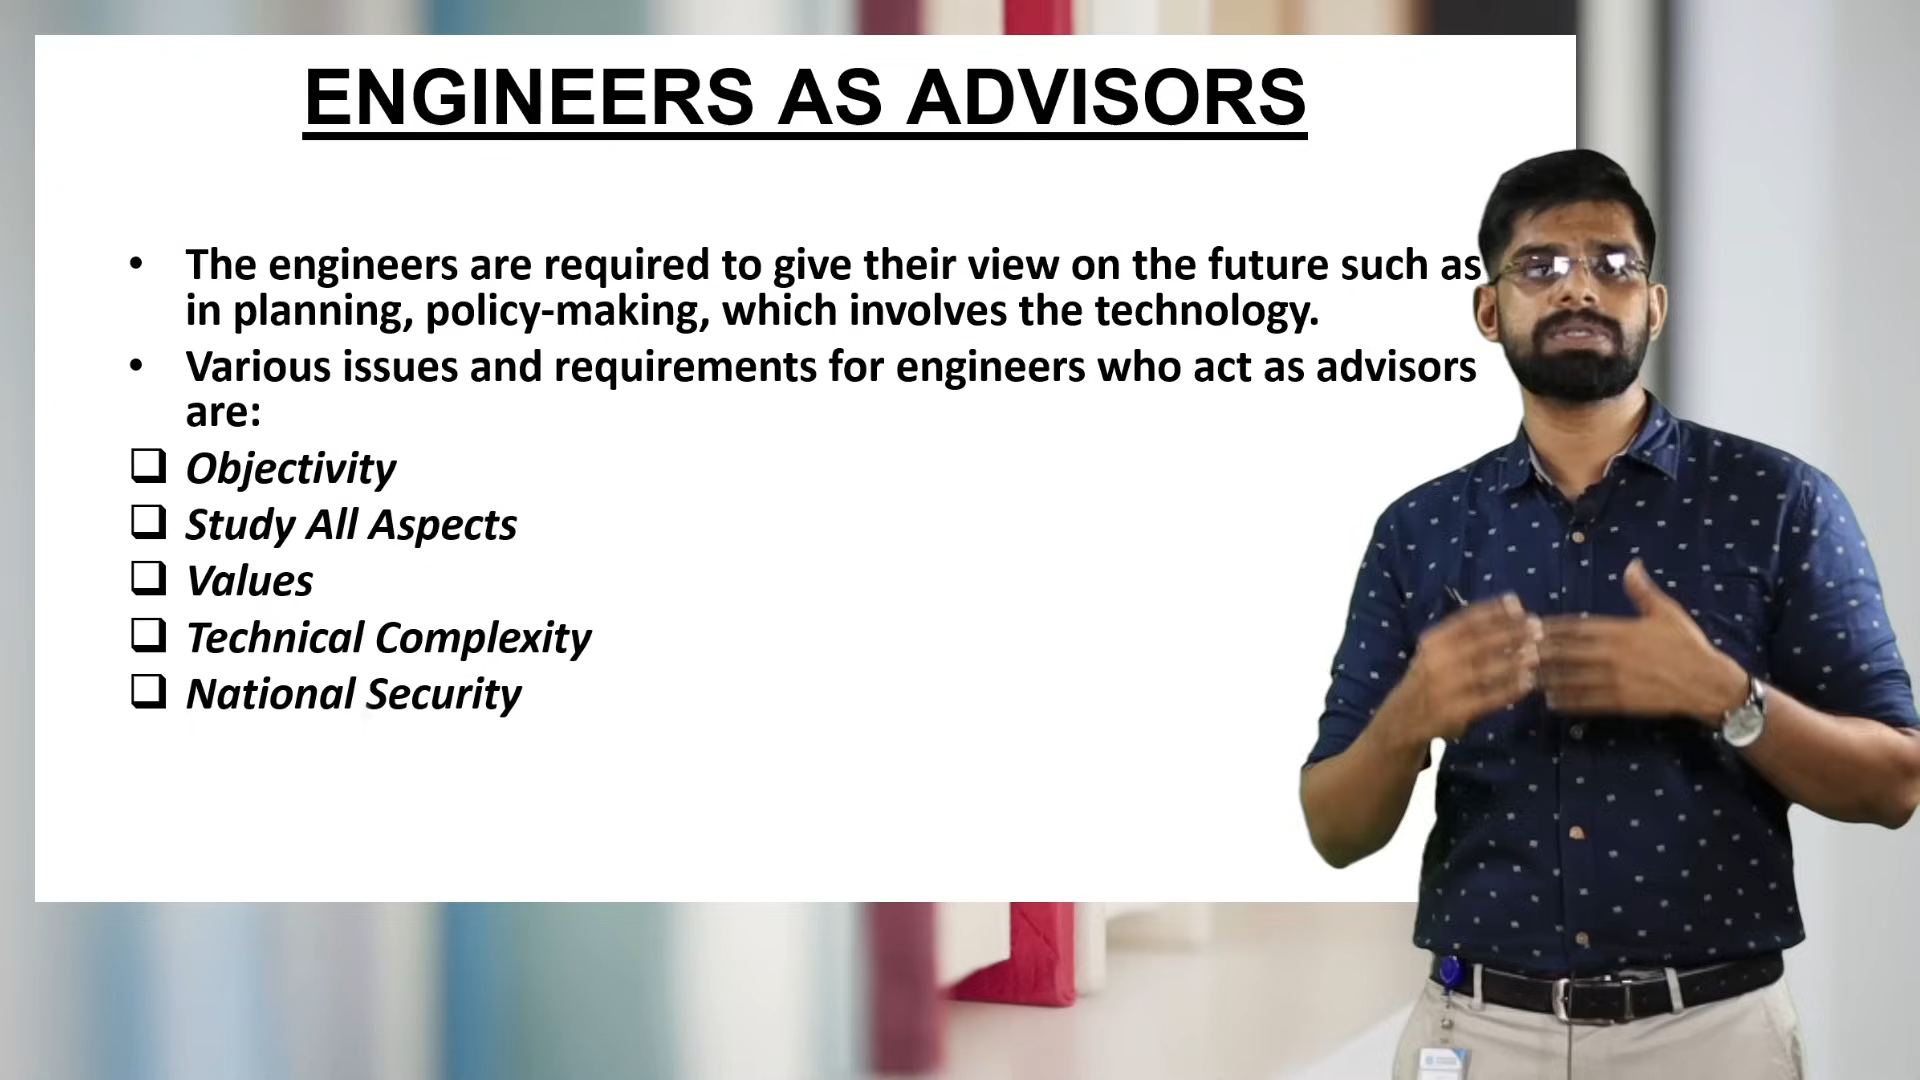 ENGINEERS AS ADVISORS
• The engineers are required to give their view on the future such as
in planning, policy-making, which involves the technology.
• Various issues and requirements for engineers who act as advisors
are:
❑ Objectivity
❑ Study All Aspects
❑ Values
❑ Technical Complexity
❑ National Security